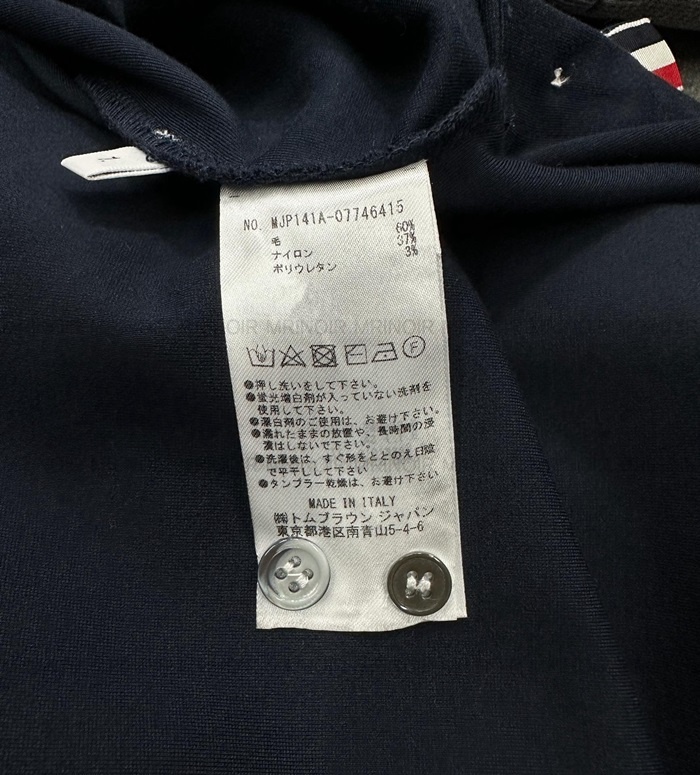 NO. MJP141A-07746415
毛 60%
ナイロン 37%
ポリウレタン 3%
MRINOIR MRINOIR MRINOIR
F
●押し洗いをして下さい。
●蛍光増白剤が入っていない洗剤を
使用して下さい。
●漂白剤のご使用は、お避け下さい。
●濡れたままの放置や、長時間の浸
漬はしないで下さい。
●洗濯後は、すぐ形をととのえ日陰
で平干しして下さい
●タンブラー乾燥は、お避け下さい
MADE IN ITALY
㈱トムブラウン ジャパン
東京都港区南青山5-4-6